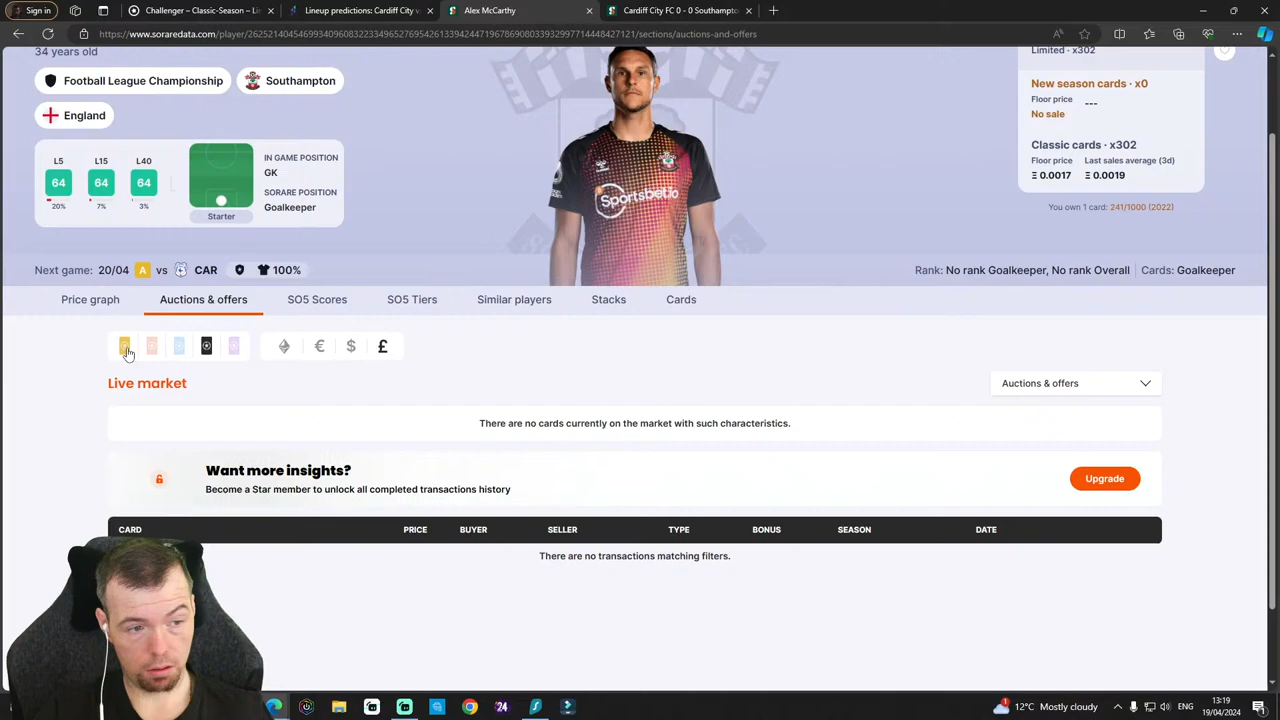 Sign in
Challenger – Classic-Season – Li
Lineup predictions: Cardiff City v
Alex McCarthy
Cardiff City FC 0 - 0 Southampto
https://www.soraredata.com/player/26252140546994340960832233496527695426133942447196786908033932997714448427121/sections/auctions-and-offers
34 years old
Football League Championship
Southampton
England
L5 L15 L40
64 64 64
20% 7% 3%
Starter
IN GAME POSITION
GK
SORARE POSITION
Goalkeeper
Sportsbet.io
Limited · x302
New season cards · x0
Floor price
---
No sale
Classic cards · x302
Floor price Last sales average (3d)
Ξ 0.0017 Ξ 0.0019
You own 1 card: 241/1000 (2022)
Next game: 20/04 A vs CAR 100%
Rank: No rank Goalkeeper, No rank Overall Cards: Goalkeeper
Price graph Auctions & offers SO5 Scores SO5 Tiers Similar players Stacks Cards
€ $ £
Live market
Auctions & offers
There are no cards currently on the market with such characteristics.
Want more insights?
Become a Star member to unlock all completed transactions history
Upgrade
CARD PRICE BUYER SELLER TYPE BONUS SEASON DATE
There are no transactions matching filters.
24
1
12°C Mostly cloudy
13:19
19/04/2024